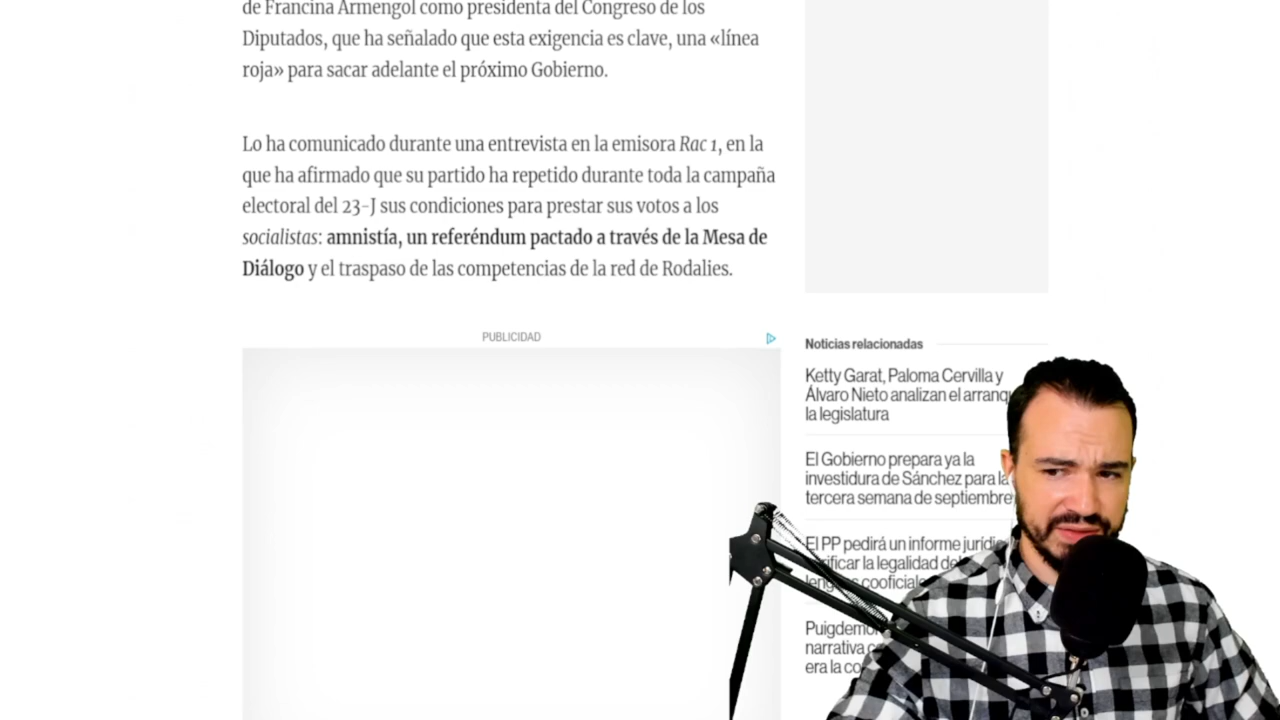 de Francina Armengol como presidenta del Congreso de los
Diputados, que ha señalado que esta exigencia es clave, una «línea
roja» para sacar adelante el próximo Gobierno.
Lo ha comunicado durante una entrevista en la emisora Rac 1, en la
que ha afirmado que su partido ha repetido durante toda la campaña
electoral del 23-J sus condiciones para prestar sus votos a los
socialistas: amnistía, un referéndum pactado a través de la Mesa de
Diálogo y el traspaso de las competencias de la red de Rodalies.
PUBLICIDAD
Noticias relacionadas
Ketty Garat, Paloma Cervilla y
Álvaro Nieto analizan el
la legislatura
El Gobierno prepara ya la
investidura de Sánchez para la
tercera semana de septiembre
El PP pedirá un informe
la legalidad
narrativa
era la